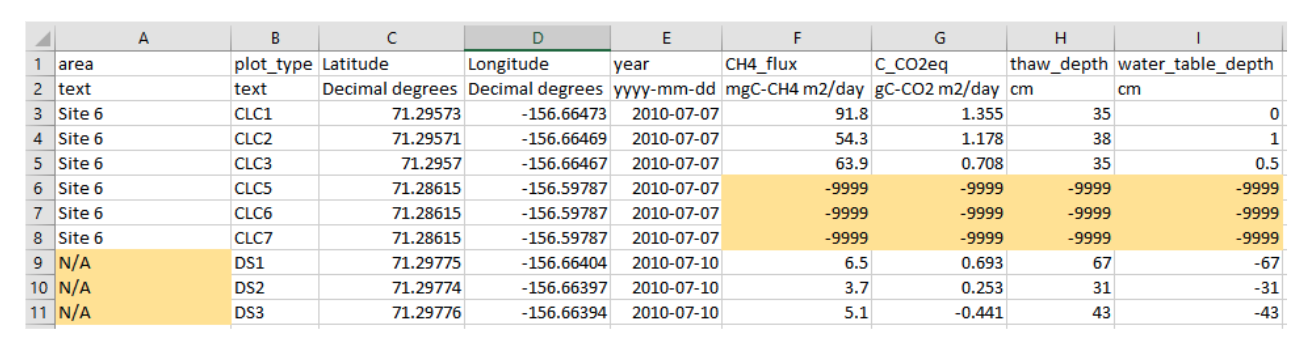 A B C D E F G H I
1 area plot_type Latitude Longitude year CH4_flux C_CO2eq thaw_depth water_table_depth
2 text text Decimal degrees Decimal degrees yyyy-mm-dd mgC-CH4 m2/day gC-CO2 m2/day cm cm
3 Site 6 CLC1 71.29573 -156.66473 2010-07-07 91.8 1.355 35 0
4 Site 6 CLC2 71.29571 -156.66469 2010-07-07 54.3 1.178 38 1
5 Site 6 CLC3 71.2957 -156.66467 2010-07-07 63.9 0.708 35 0.5
6 Site 6 CLC5 71.28615 -156.59787 2010-07-07 -9999 -9999 -9999 -9999
7 Site 6 CLC6 71.28615 -156.59787 2010-07-07 -9999 -9999 -9999 -9999
8 Site 6 CLC7 71.28615 -156.59787 2010-07-07 -9999 -9999 -9999 -9999
9 N/A DS1 71.29775 -156.66404 2010-07-10 6.5 0.693 67 -67
10 N/A DS2 71.29774 -156.66397 2010-07-10 3.7 0.253 31 -31
11 N/A DS3 71.29776 -156.66394 2010-07-10 5.1 -0.441 43 -43